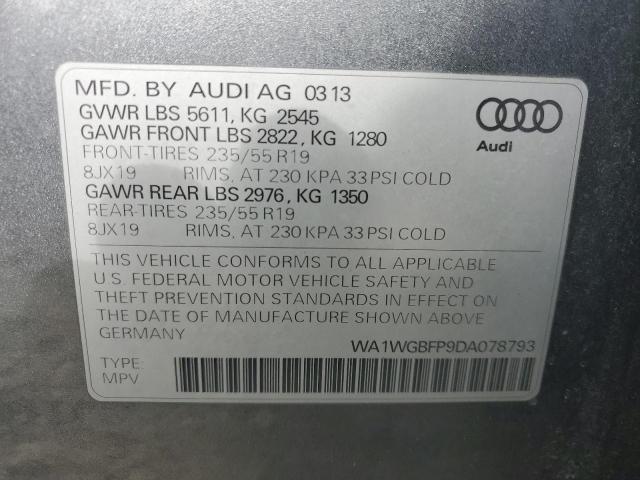 MFD. BY AUDI AG 03 13
GVWR LBS 5611, KG 2545
GAWR FRONT LBS 2822, KG 1280
FRONT-TIRES 235/55 R19
8JX19 RIMS, AT 230 KPA 33 PSI COLD
GAWR REAR LBS 2976, KG 1350
REAR-TIRES 235/55 R19
8JX19 RIMS, AT 230 KPA 33 PSI COLD
Audi
THIS VEHICLE CONFORMS TO ALL APPLICABLE
U.S. FEDERAL MOTOR VEHICLE SAFETY AND
THEFT PREVENTION STANDARDS IN EFFECT ON
THE DATE OF MANUFACTURE SHOWN ABOVE
GERMANY
WA1WGBFP9DA078793
TYPE:
MPV